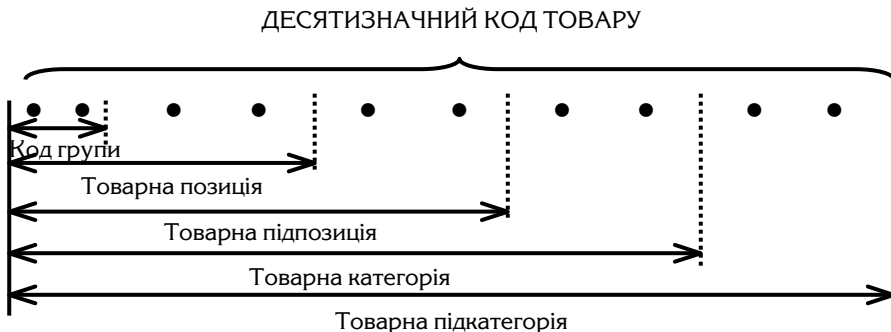 ДЕСЯТИЗНАЧНИЙ КОД ТОВАРУ
Код групи
Товарна позиція
Товарна підпозиція
Товарна категорія
Товарна підкатегорія